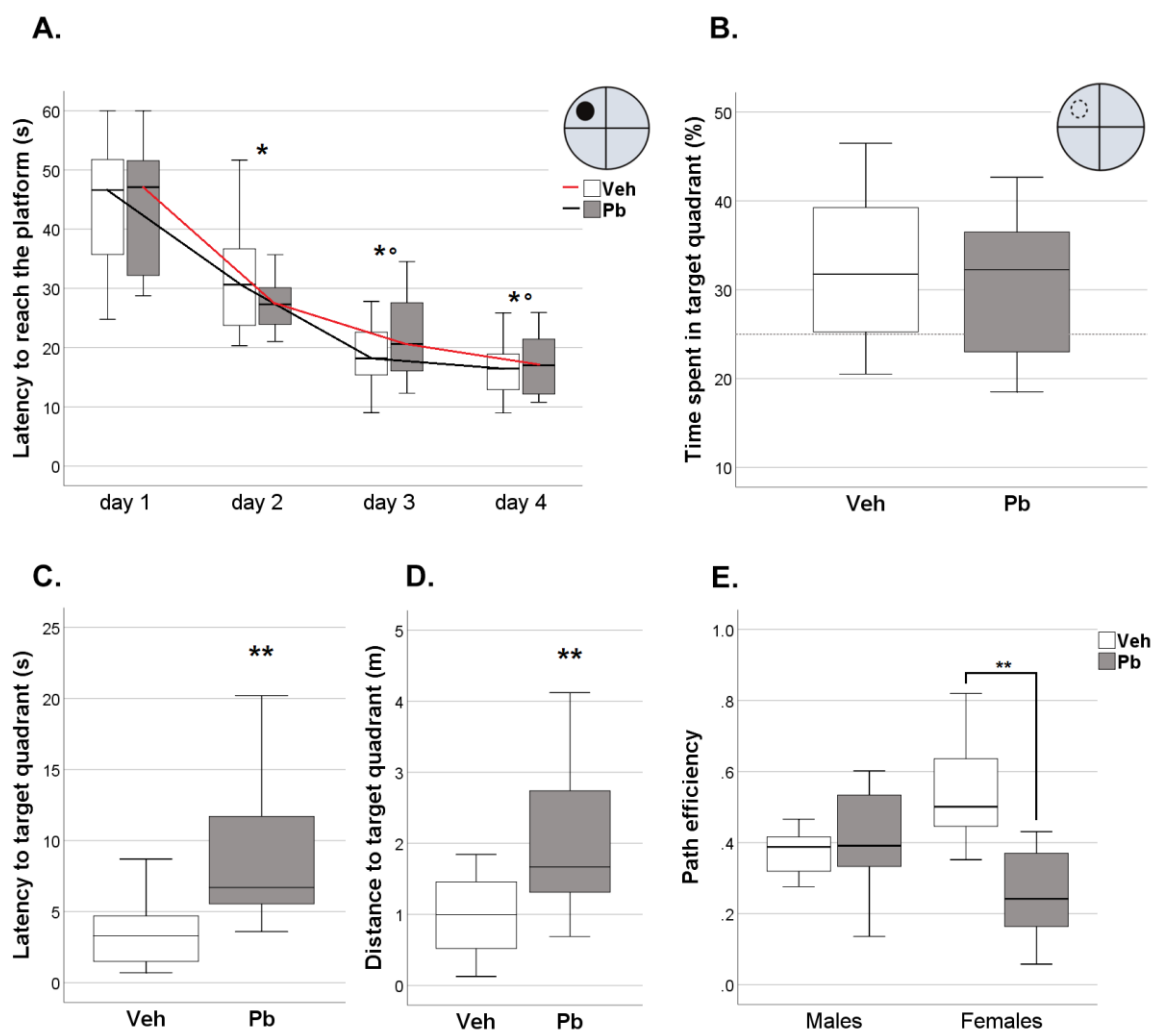 A.
Latency to reach the platform (s)
60
50
40
30
20
10
0
*
*°
*°
day 1
day 2
day 3
day 4
Veh
Pb
B.
Time spent in target quadrant (%)
50
40
30
20
10
Veh
Pb
C.
Latency to target quadrant (s)
25
20
15
10
5
0
**
Veh
Pb
D.
Distance to target quadrant (m)
5
4
3
2
1
0
**
Veh
Pb
E.
Path efficiency
1.0
.8
.6
.4
.2
.0
**
Veh
Pb
Males
Females